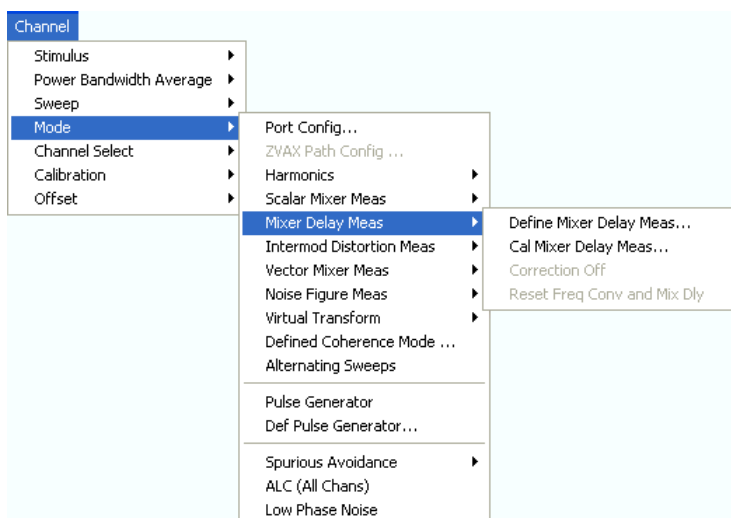 Channel
Stimulus
Power Bandwidth Average
Sweep
Mode
Channel Select
Calibration
Offset
Port Config...
ZVAX Path Config ...
Harmonics
Scalar Mixer Meas
Mixer Delay Meas
Intermod Distortion Meas
Vector Mixer Meas
Noise Figure Meas
Virtual Transform
Defined Coherence Mode ...
Alternating Sweeps
Pulse Generator
Def Pulse Generator...
Spurious Avoidance
ALC (All Chans)
Low Phase Noise
Define Mixer Delay Meas...
Cal Mixer Delay Meas...
Correction Off
Reset Freq Conv and Mix Dly